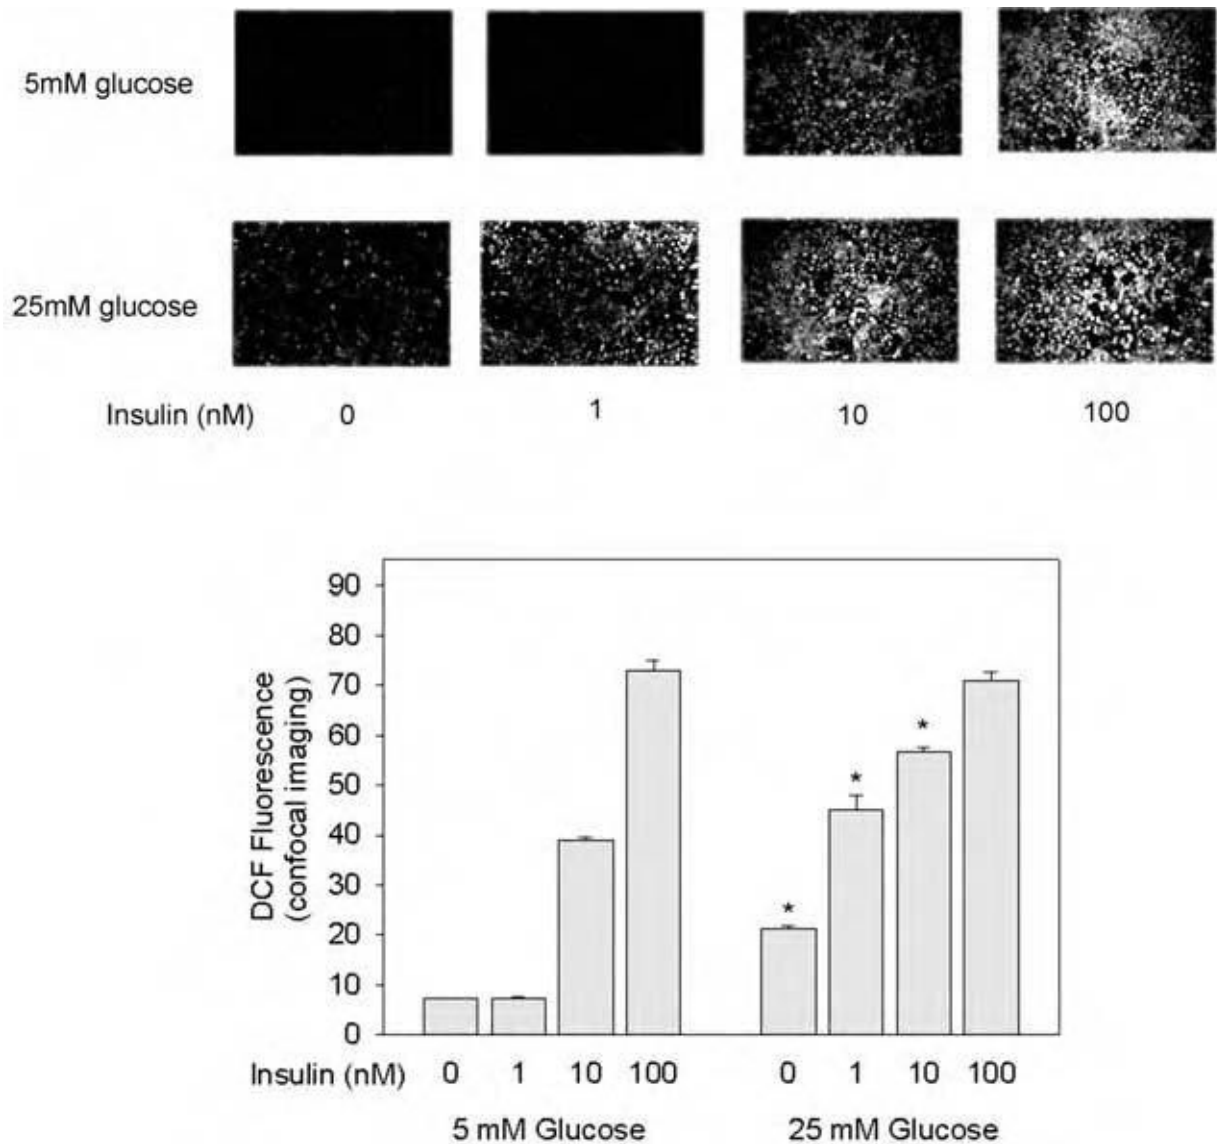 5mM glucose
25mM glucose
Insulin (nM) 0 1 10 100
90
80
70
60
50
40
30
20
10
0
DCF Fluorescence
(confocal imaging)
* * *
Insulin (nM) 0 1 10 100 0 1 10 100
5 mM Glucose 25 mM Glucose